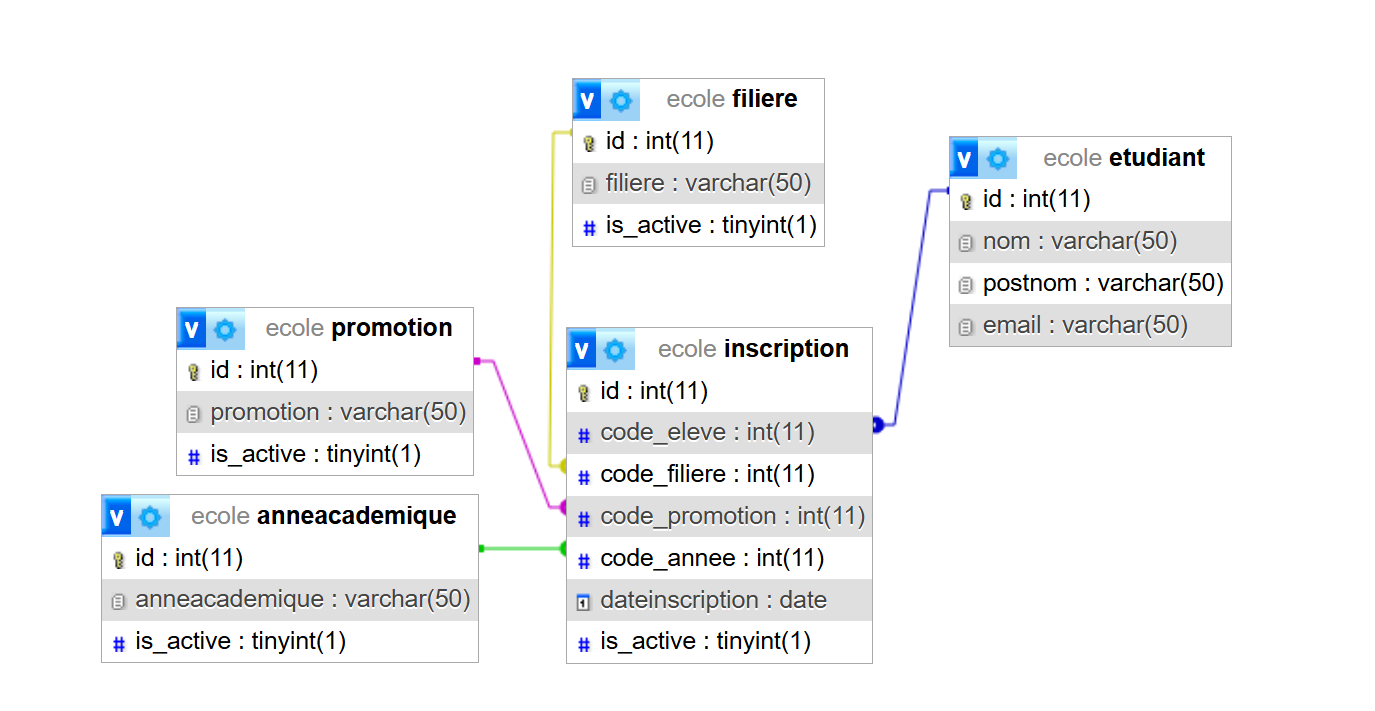 v ecole filiere
id : int(11)
filiere : varchar(50)
# is_active : tinyint(1)
v ecole etudiant
id : int(11)
nom : varchar(50)
postnom : varchar(50)
email : varchar(50)
v ecole promotion
id : int(11)
promotion : varchar(50)
# is_active : tinyint(1)
v ecole inscription
id : int(11)
# code_eleve : int(11)
# code_filiere : int(11)
# code_promotion : int(11)
# code_annee : int(11)
dateinscription : date
# is_active : tinyint(1)
v ecole anneacademique
id : int(11)
anneacademique : varchar(50)
# is_active : tinyint(1)